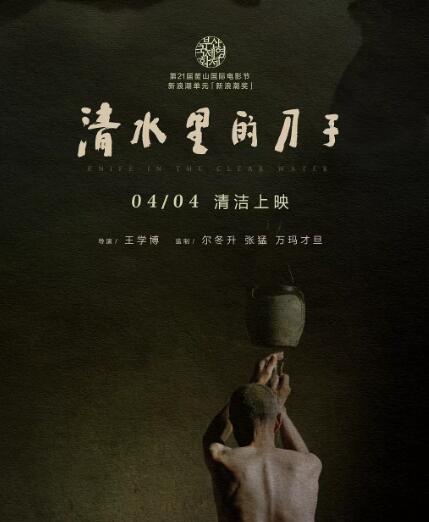 第21届釜山国际电影节
新浪潮单元「新浪潮奖」
清水里的刀子
KNIFE IN THE CLEAR WATER
04/04 清洁上映
导演/ 王学博 监制/ 尔冬升 张猛 万玛才旦